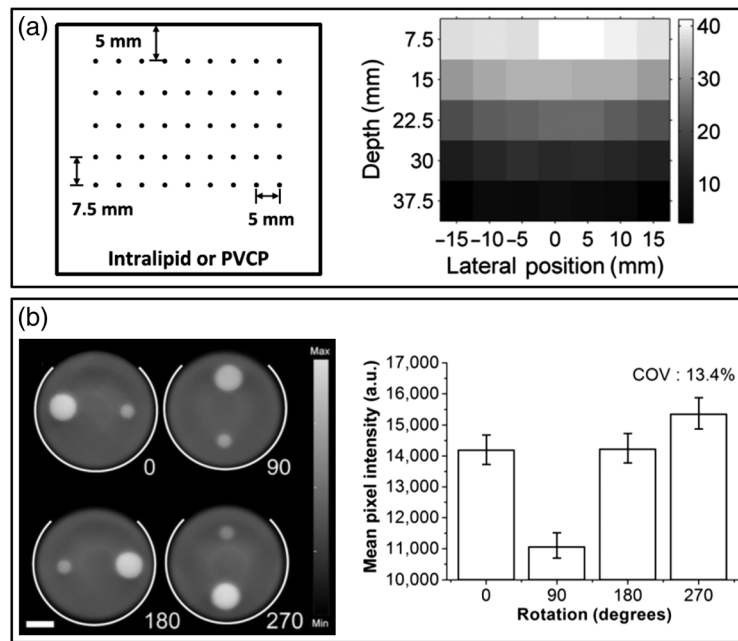 (a)
5 mm
7.5 mm
5 mm
Intralipid or PVCP
Depth (mm)
7.5
15
22.5
30
37.5
−15 −10 −5 0 5 10 15
Lateral position (mm)
40
30
20
10
(b)
Max
Min
0
90
180
270
Mean pixel intensity (a.u.)
17,000
16,000
15,000
14,000
13,000
12,000
11,000
10,000
COV : 13.4%
0 90 180 270
Rotation (degrees)